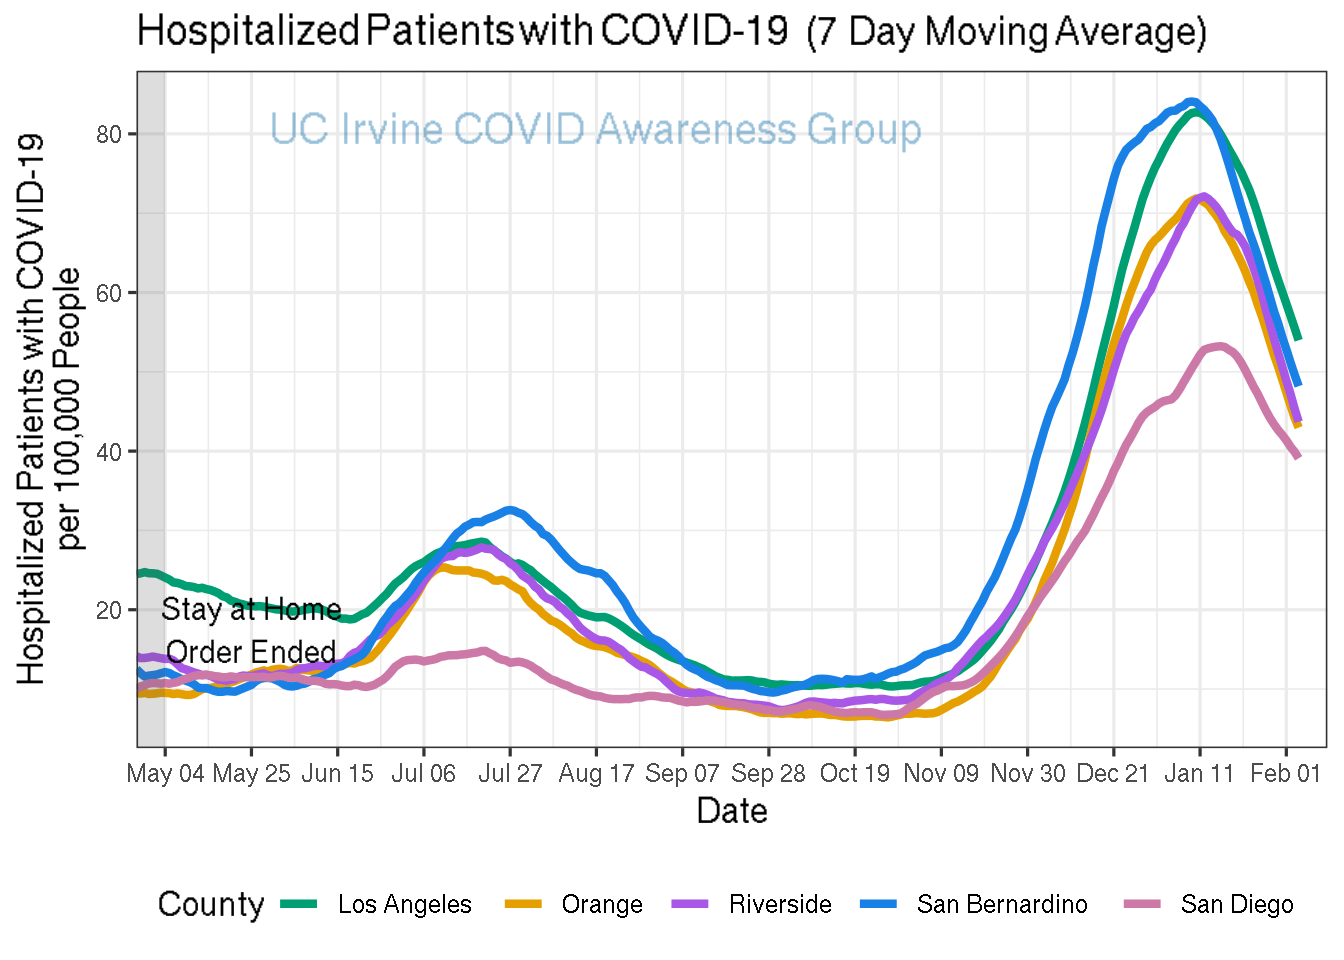 Hospitalized Patients with COVID-19 (7 Day Moving Average)
UC Irvine COVID Awareness Group
Hospitalized Patients with COVID-19
per 100,000 People
80
60
40
20
Stay at Home
Order Ended
May 04 May 25 Jun 15 Jul 06 Jul 27 Aug 17 Sep 07 Sep 28 Oct 19 Nov 09 Nov 30 Dec 21 Jan 11 Feb 01
Date
County Los Angeles Orange Riverside San Bernardino San Diego